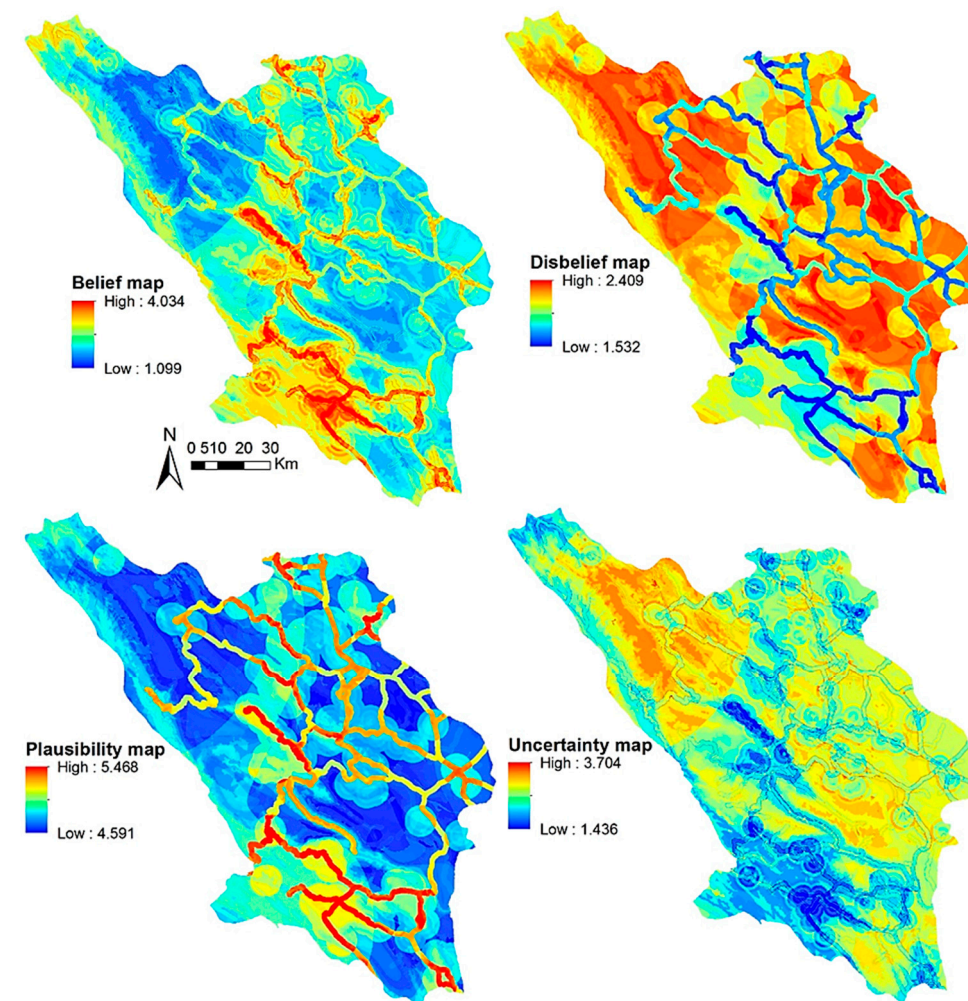 Belief map
High : 4.034
Low : 1.099
N
0 510 20 30
Km
Disbelief map
High : 2.409
Low : 1.532
Plausibility map
High : 5.468
Low : 4.591
Uncertainty map
High : 3.704
Low : 1.436